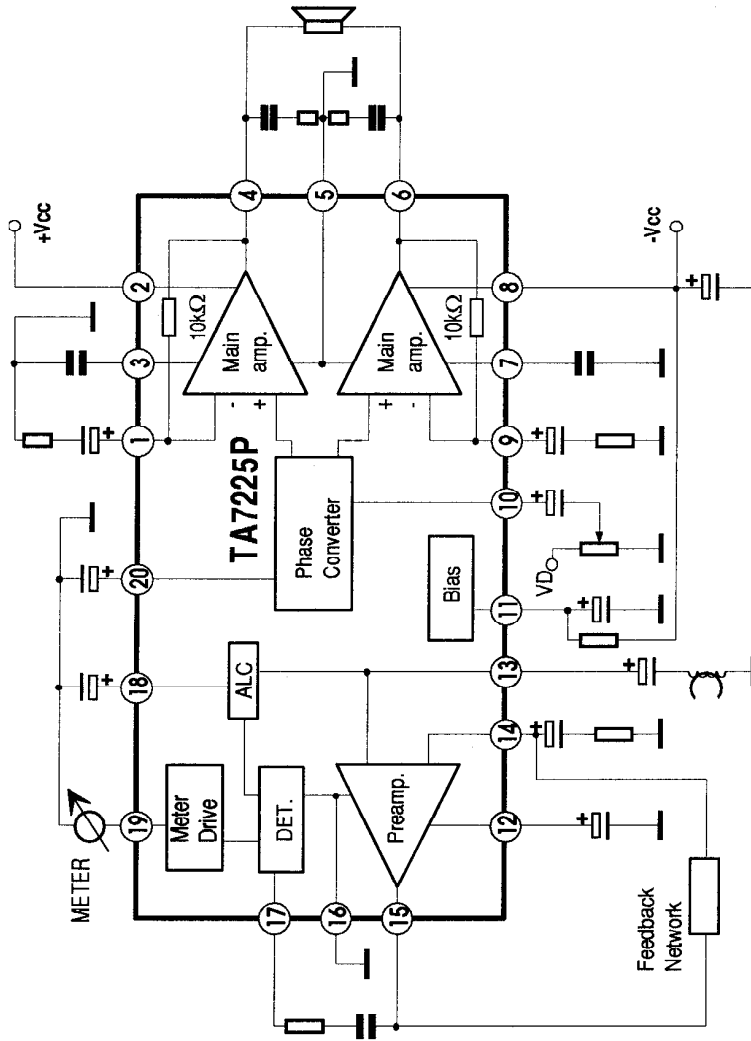 +Vcc
METER
19
18
20
+
+
1
+
3
2
4
10kΩ
Main
amp.
-
+
17
Meter
Drive
DET.
ALC
TA7225P
Phase
Converter
16
5
15
Preamp.
Bias
Main
amp.
+
-
10kΩ
6
12
14
13
11
10
9
7
8
+
+
+
+
+
+
+
VD
-Vcc
Feedback
Network